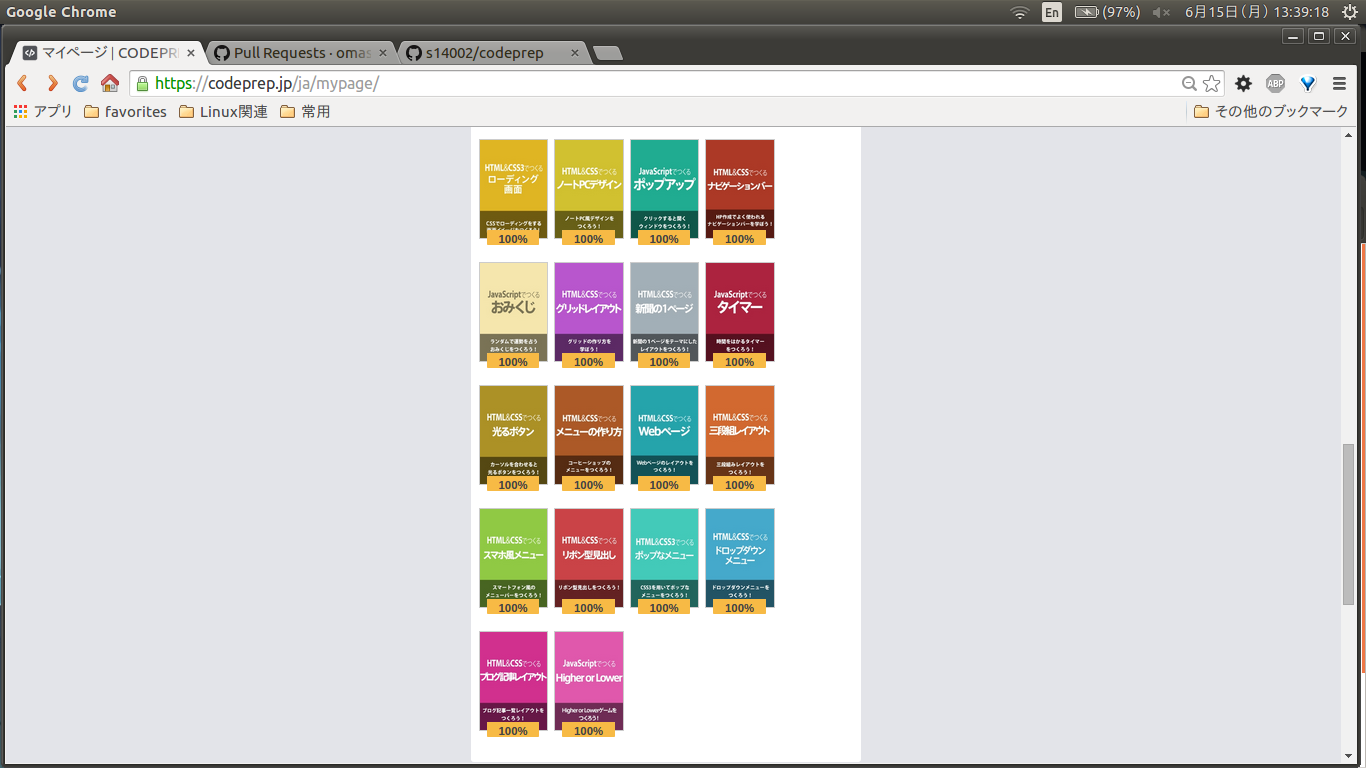 Google Chrome
En
(97%)
6月15日(月) 13:39:18
マイページ | CODEPRE
Pull Requests · omas
s14002/codeprep
https://codeprep.jp/ja/mypage/
ABP
アプリ
favorites
Linux関連
常用
その他のブックマーク
HTML&CSS3でつくる
ローディング
画面
CSSでローディングをする
100%
HTML&CSSでつくる
ノートPCデザイン
ノートPC風デザインを
つくろう!
100%
JavaScriptでつくる
ポップアップ
クリックすると開く
ウィンドウをつくろう!
100%
HTML&CSSでつくる
ナビゲーションバー
HP作成でよく使われる
ナビゲーションバーを学ぼう!
100%
JavaScriptでつくる
おみくじ
ランダムで運勢を占う
おみくじをつくろう!
100%
HTML&CSSでつくる
グリッドレイアウト
グリッドの作り方を
学ぼう!
100%
HTML&CSSでつくる
新聞の1ページ
新聞の1ページをテーマにした
レイアウトをつくろう!
100%
JavaScriptでつくる
タイマー
時間をはかるタイマー
をつくろう!
100%
HTML&CSSでつくる
光るボタン
カーソルを合わせると
光るボタンをつくろう!
100%
HTML&CSSでつくる
メニューの作り方
コーヒーショップの
メニューをつくろう!
100%
HTML&CSSでつくる
Webページ
Webページのレイアウトを
つくろう!
100%
HTML&CSSでつくる
三段組レイアウト
三段組みレイアウトを
つくろう!
100%
HTML&CSSでつくる
スマホ風メニュー
スマートフォン風の
メニューバーをつくろう!
100%
HTML&CSSでつくる
リボン型見出し
リボン型見出しをつくろう!
100%
HTML&CSS3でつくる
ポップなメニュー
CSS3を用いてポップな
メニューをつくろう!
100%
HTML&CSSでつくる
ドロップダウン
メニュー
ドロップダウンメニューを
つくろう!
100%
HTML&CSSでつくる
ブログ記事レイアウト
ブログ記事一覧レイアウトを
つくろう!
100%
JavaScriptでつくる
Higher or Lower
Higher or Lowerゲームを
つくろう!
100%